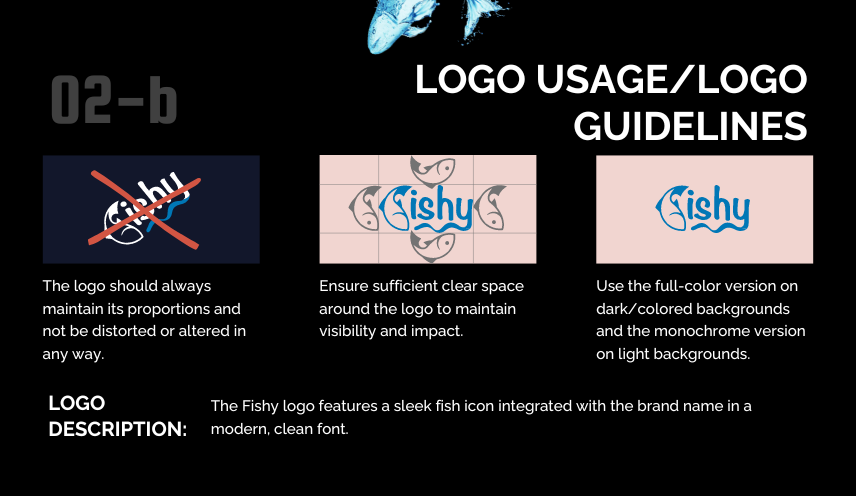 02-b
LOGO USAGE/LOGO
GUIDELINES
ishy
ishy
ishy
The logo should always
maintain its proportions and
not be distorted or altered in
any way.
Ensure sufficient clear space
around the logo to maintain
visibility and impact.
Use the full-color version on
dark/colored backgrounds
and the monochrome version
on light backgrounds.
LOGO
DESCRIPTION:
The Fishy logo features a sleek fish icon integrated with the brand name in a
modern, clean font.